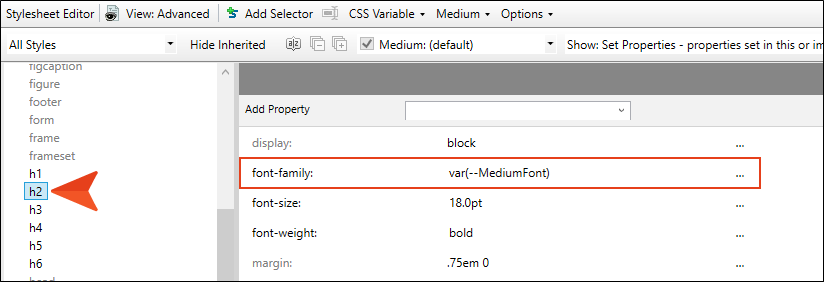 Stylesheet Editor View: Advanced Add Selector CSS Variable Medium Options
All Styles Hide Inherited Medium: (default) Show: Set Properties - properties set in this or im
figcaption
figure
footer
form
frame
frameset
h1
h2
h3
h4
h5
h6
head
Add Property
display: block ...
font-family: var(--MediumFont) ...
font-size: 18.0pt ...
font-weight: bold ...
margin: .75em 0 ...